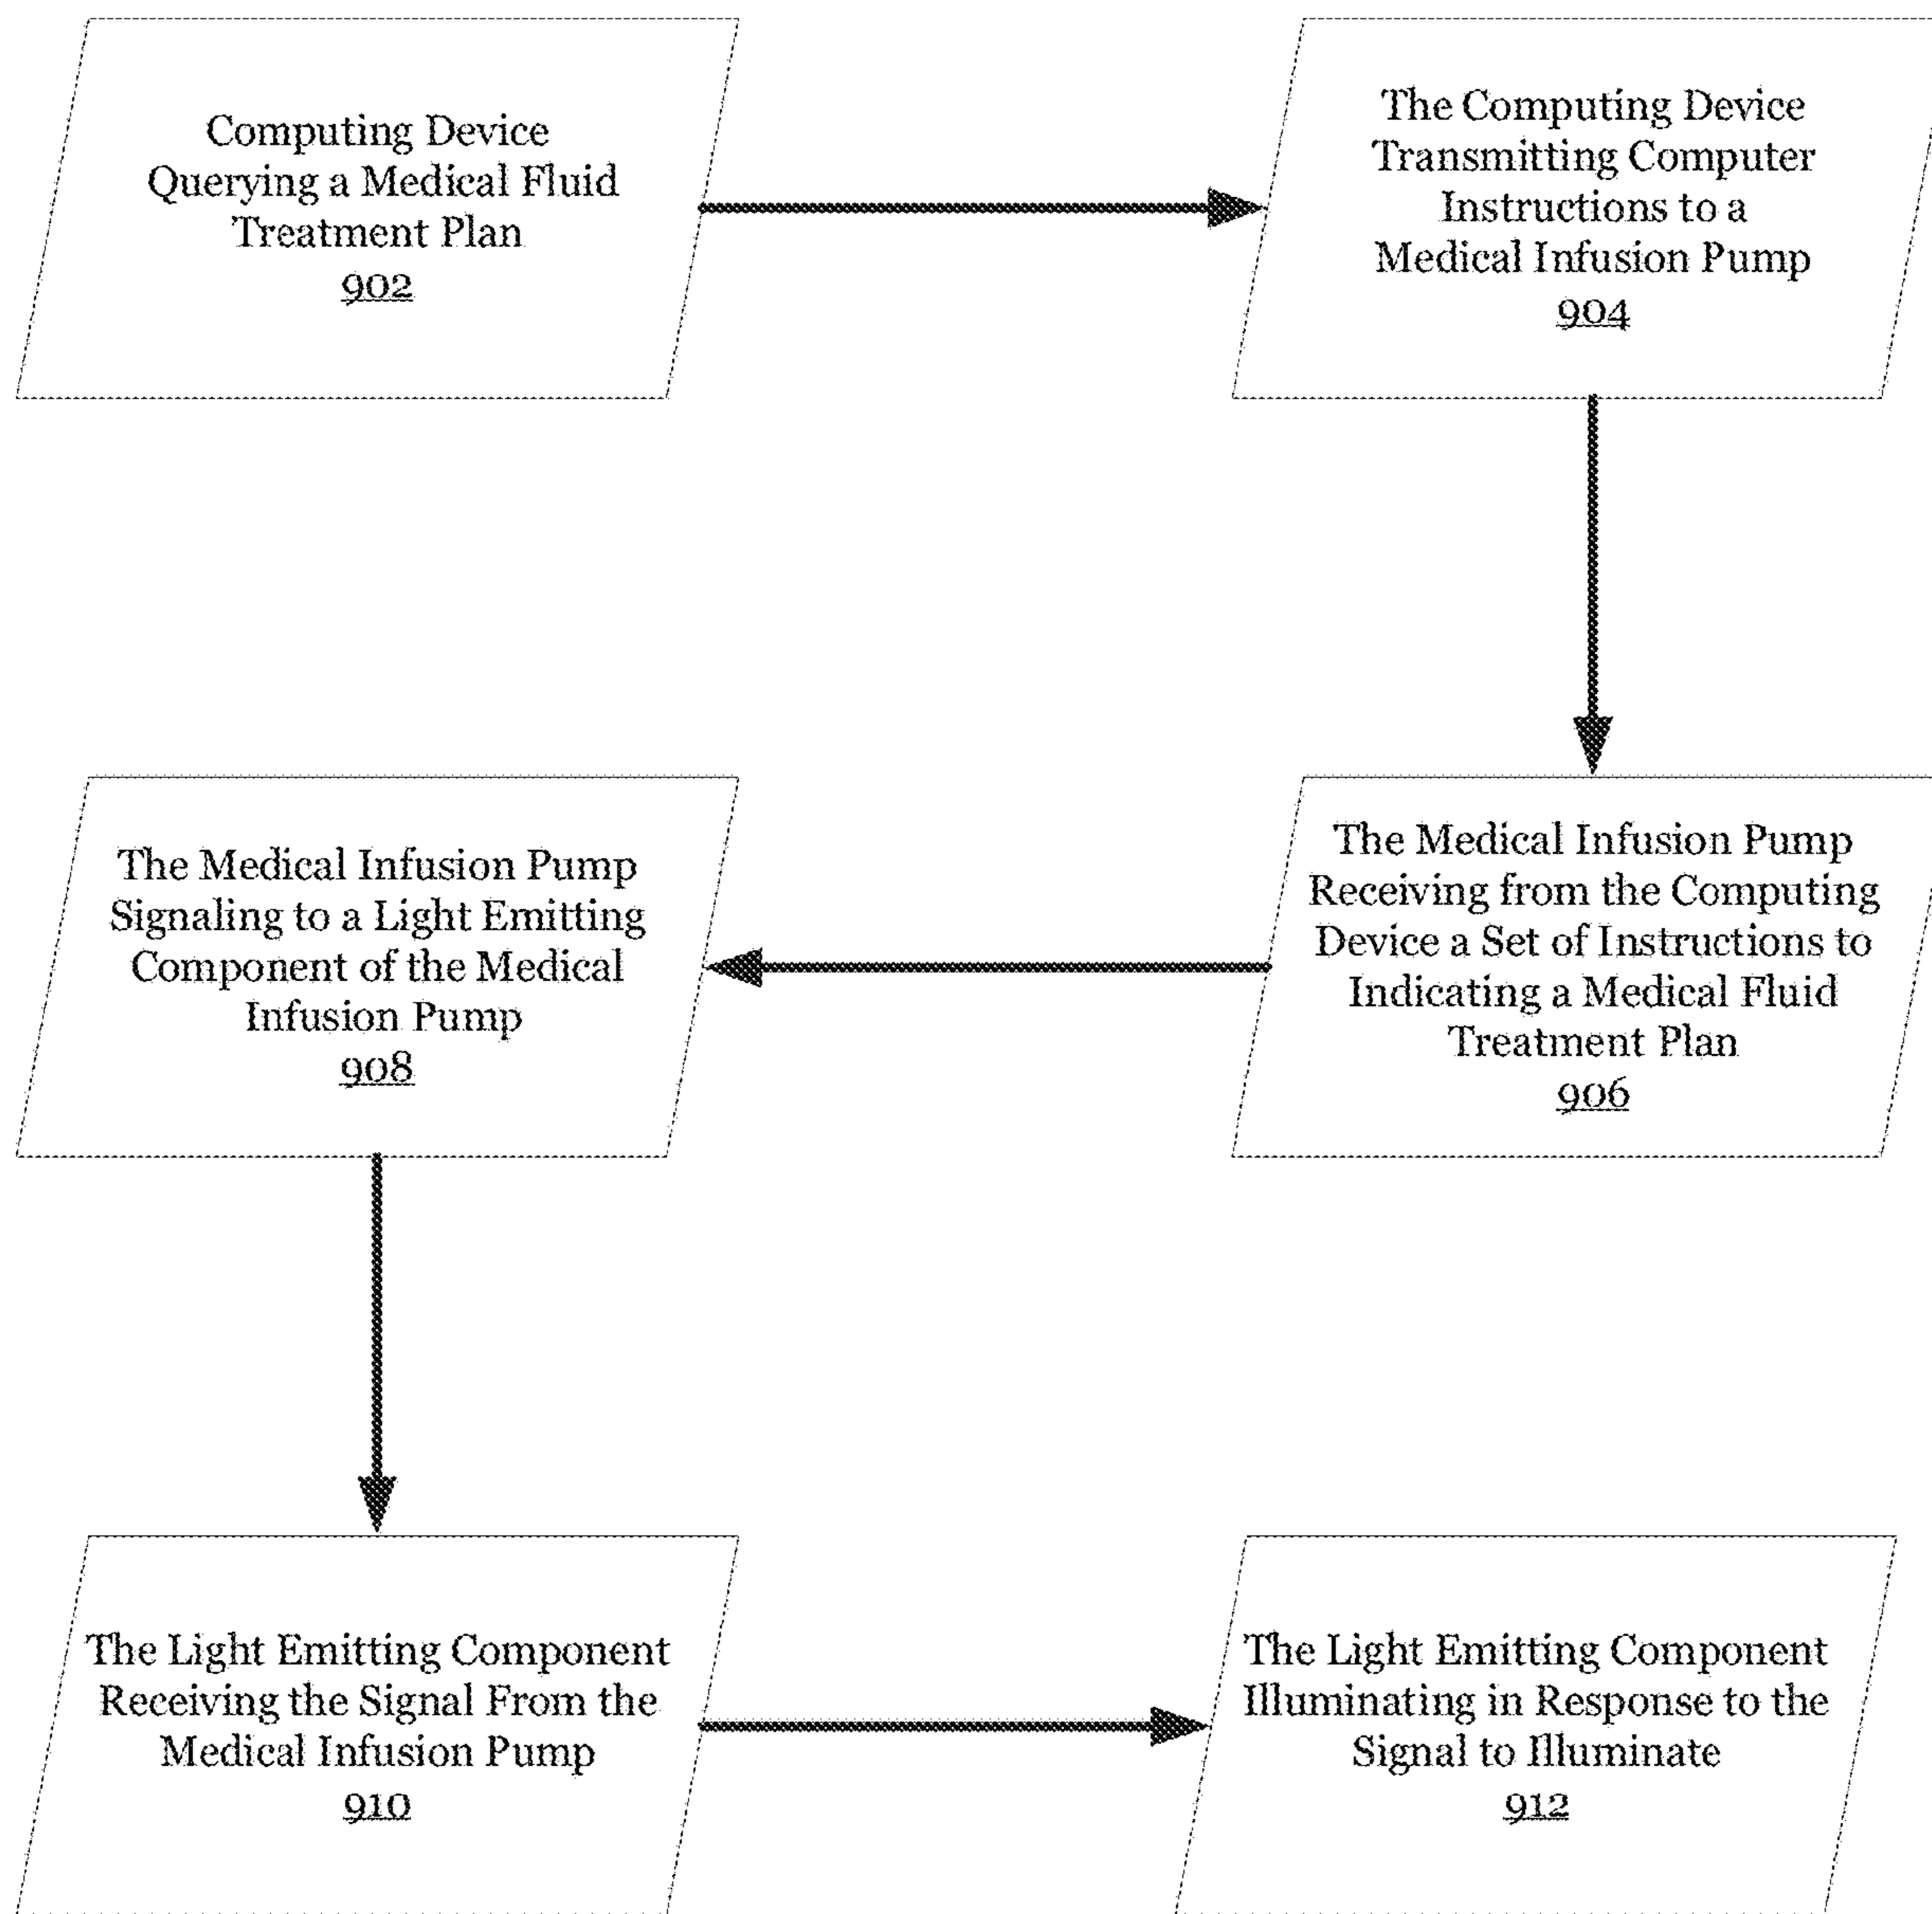 Computing Device
Querying a Medical Fluid
Treatment Plan
902
The Computing Device
Transmitting Computer
Instructions to a
Medical Infusion Pump
904
The Medical Infusion Pump
Receiving from the Computing
Device a Set of Instructions to
Indicating a Medical Fluid
Treatment Plan
906
The Medical Infusion Pump
Signaling to a Light Emitting
Component of the Medical
Infusion Pump
908
The Light Emitting Component
Receiving the Signal From the
Medical Infusion Pump
910
The Light Emitting Component
Illuminating in Response to the
Signal to Illuminate
912